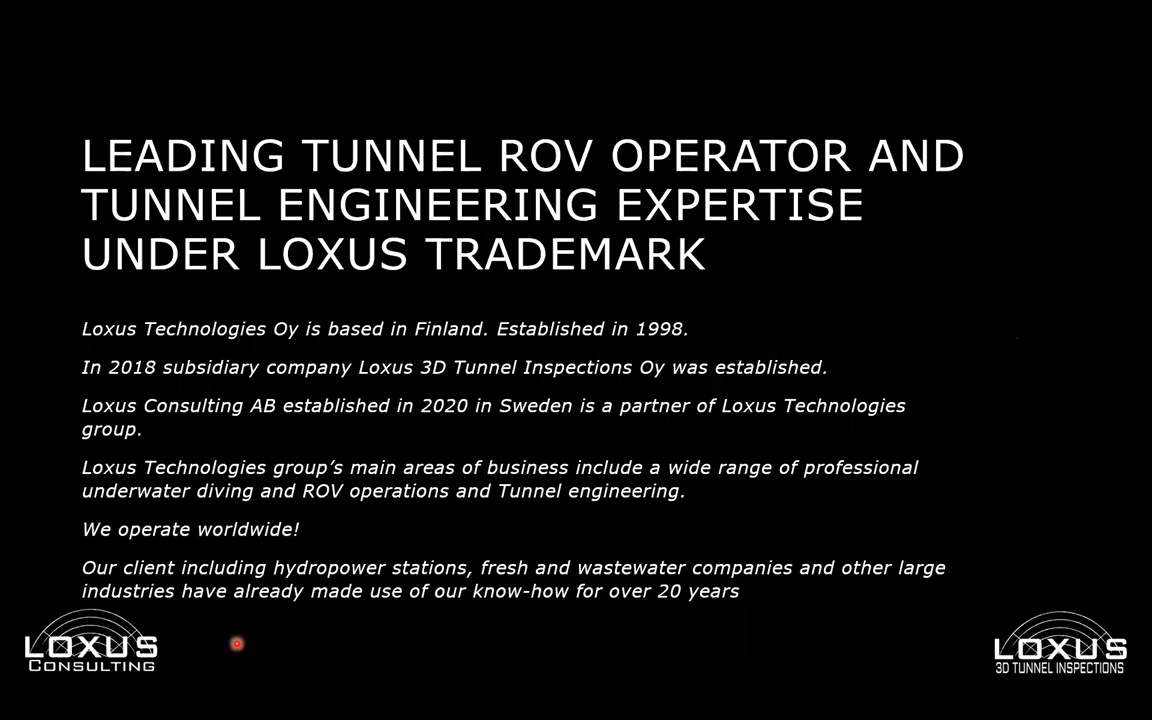 LEADING TUNNEL ROV OPERATOR AND
TUNNEL ENGINEERING EXPERTISE
UNDER LOXUS TRADEMARK
Loxus Technologies Oy is based in Finland. Established in 1998.
In 2018 subsidiary company Loxus 3D Tunnel Inspections Oy was established.
Loxus Consulting AB established in 2020 in Sweden is a partner of Loxus Technologies
group.
Loxus Technologies group’s main areas of business include a wide range of professional
underwater diving and ROV operations and Tunnel engineering.
We operate worldwide!
Our client including hydropower stations, fresh and wastewater companies and other large
industries have already made use of our know-how for over 20 years
LOXUS
CONSULTING
LOXUS
3D TUNNEL INSPECTIONS